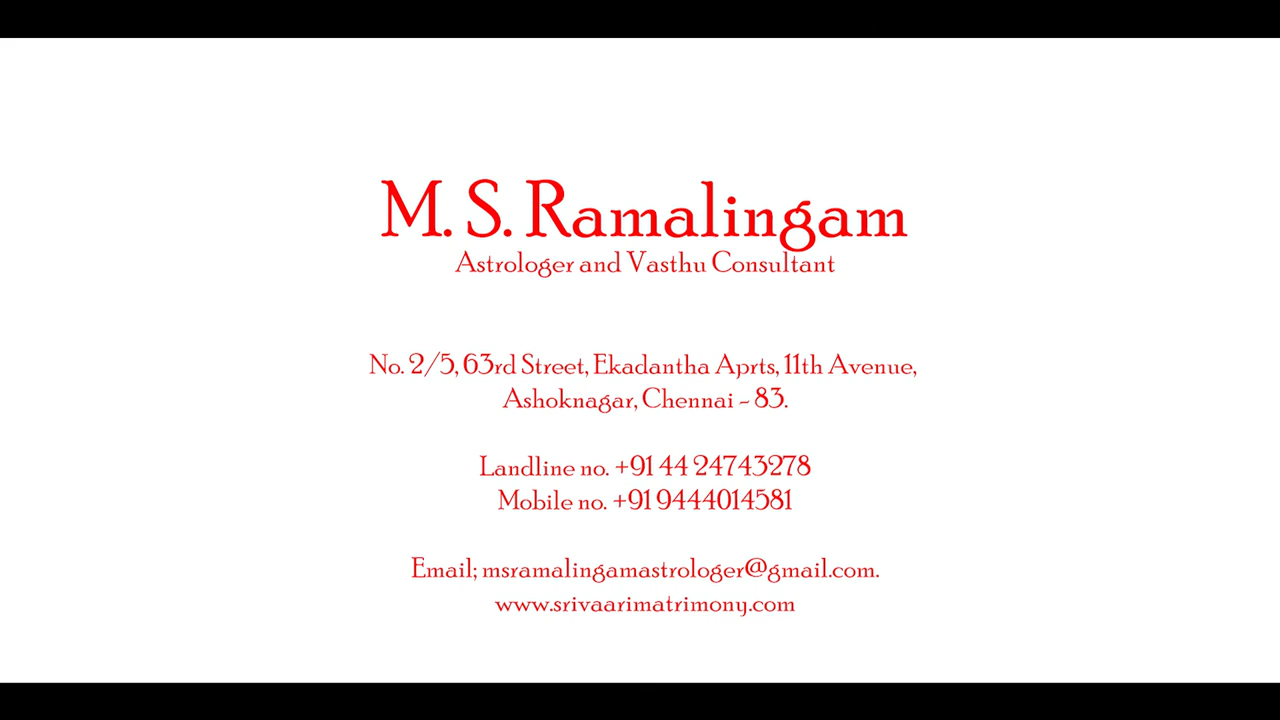 M. S. Ramalingam
Astrologer and Vasthu Consultant
No. 2/5, 63rd Street, Ekadantha Aprts, 11th Avenue,
Ashoknagar, Chennai - 83.
Landline no. +91 44 24743278
Mobile no. +91 9444014581
Email; msramalingamastrologer@gmail.com.
www.srivaarimatrimony.com